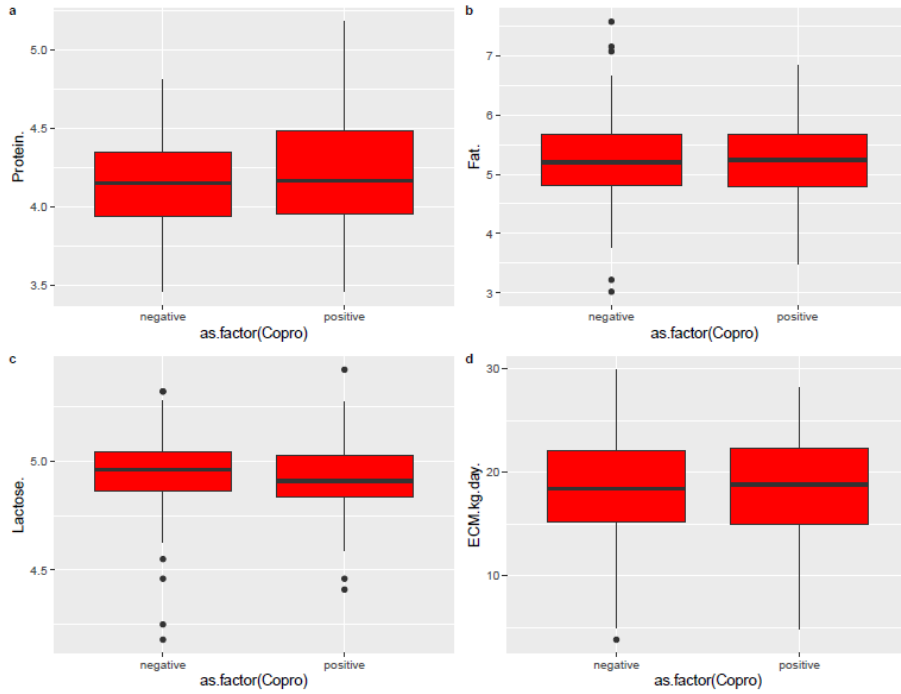 a
Protein.
5.0
4.5
4.0
3.5
negative
positive
as.factor(Copro)
b
Fat.
7
6
5
4
3
negative
positive
as.factor(Copro)
c
Lactose.
5.0
4.5
negative
positive
as.factor(Copro)
d
ECM.kg.day.
30
20
10
negative
positive
as.factor(Copro)